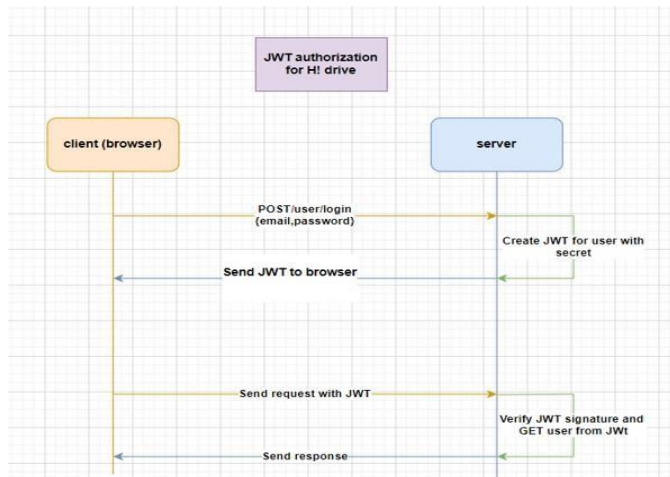 JWT authorization
for H! drive
client (browser)
server
POST/user/login
{email,password}
Create JWT for user with
secret
Send JWT to browser
Send request with JWT
Verify JWT signature and
GET user from JWt
Send response